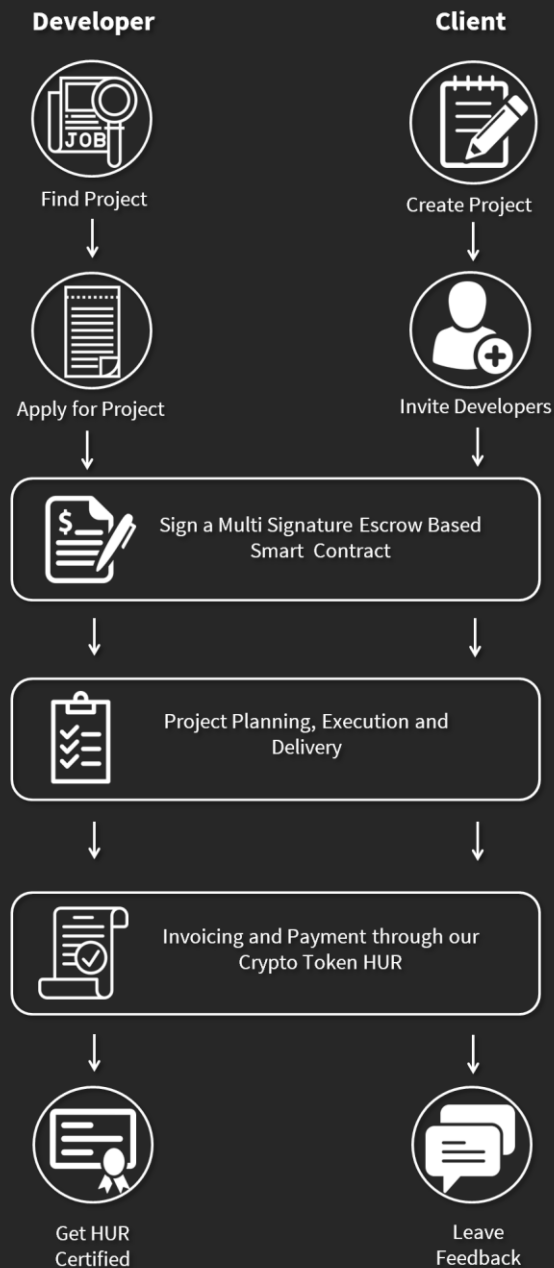 Developer
Client
JOB
Find Project
Create Project
Apply for Project
Invite Developers
$
Sign a Multi Signature Escrow Based
Smart Contract
Project Planning, Execution and
Delivery
Invoicing and Payment through our
Crypto Token HUR
Get HUR
Certified
Leave
Feedback